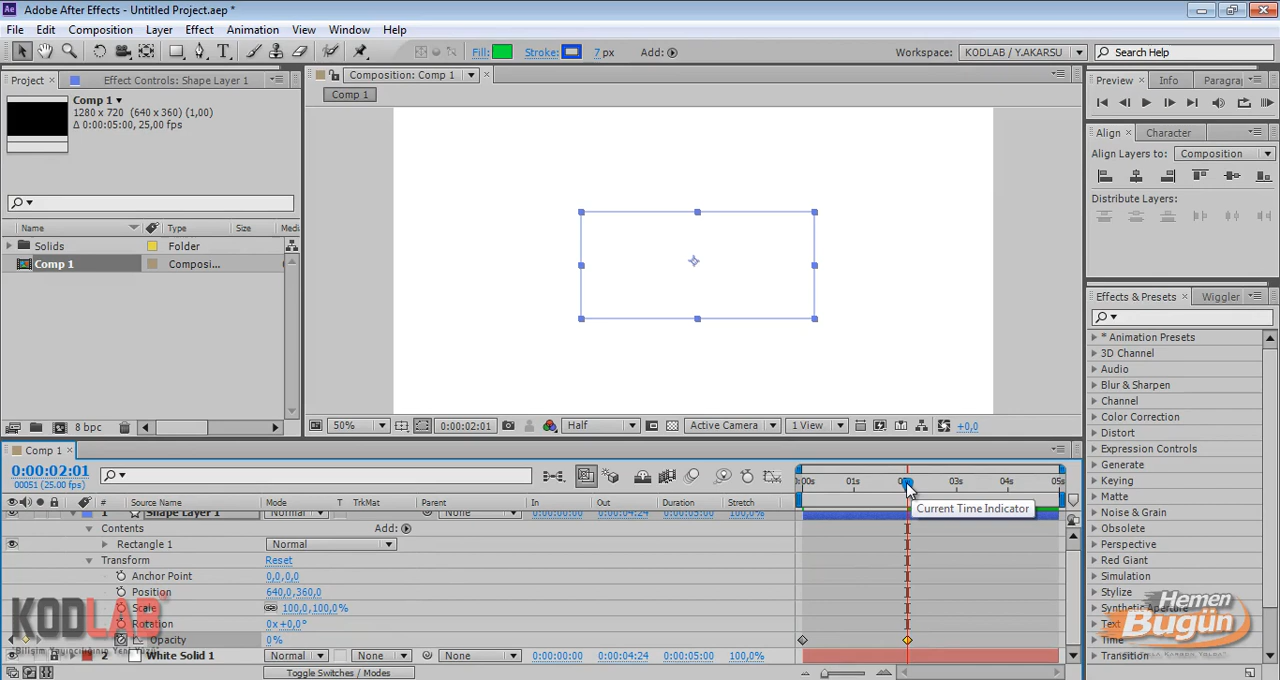 Adobe After Effects - Untitled Project.aep *
File Edit Composition Layer Effect Animation View Window Help
Fill: Stroke: 7 px Add: Workspace: KODLAB / Y.AKARSU Search Help
Project Effect Controls: Shape Layer 1 Composition: Comp 1 Preview Info Paragra
Comp 1
Comp 1
1280 x 720 (640 x 360) (1,00)
Δ 0:00:05:00, 25,00 fps
Align Character
Align Layers to: Composition
Distribute Layers:
Name Type Size Medi
Solids Folder
Comp 1 Composi...
Effects & Presets Wiggler
* Animation Presets
3D Channel
Audio
Blur & Sharpen
Channel
Color Correction
Distort
Expression Controls
Generate
Keying
Matte
Noise & Grain
Obsolete
Perspective
Red Giant
Simulation
Stylize
Synthetic Aperture
Text
Time
Transition
8 bpc 50% 0:00:02:01 Half Active Camera 1 View +0,0
Comp 1
0:00:02:01
00051 (25.00 fps)
:00s 01s 03s 04s 05s
Current Time Indicator
# Source Name Mode T TrkMat Parent In Out Duration Stretch
1 Shape Layer 1 Normal None 0:00:00:00 0:00:04:24 0:00:05:00 100,0%
Contents Add:
Rectangle 1 Normal
Transform Reset
Anchor Point 0,0,0,0
Position 640,0,360,0
Scale 100,0,100,0%
Rotation 0x+0,0°
Opacity 0%
2 White Solid 1 Normal None None 0:00:00:00 0:00:04:24 0:00:05:00 100,0%
Toggle Switches / Modes
KODLAB
Bilişim Yayıncılığının Yeni Yüzü
Hemen
Bugün